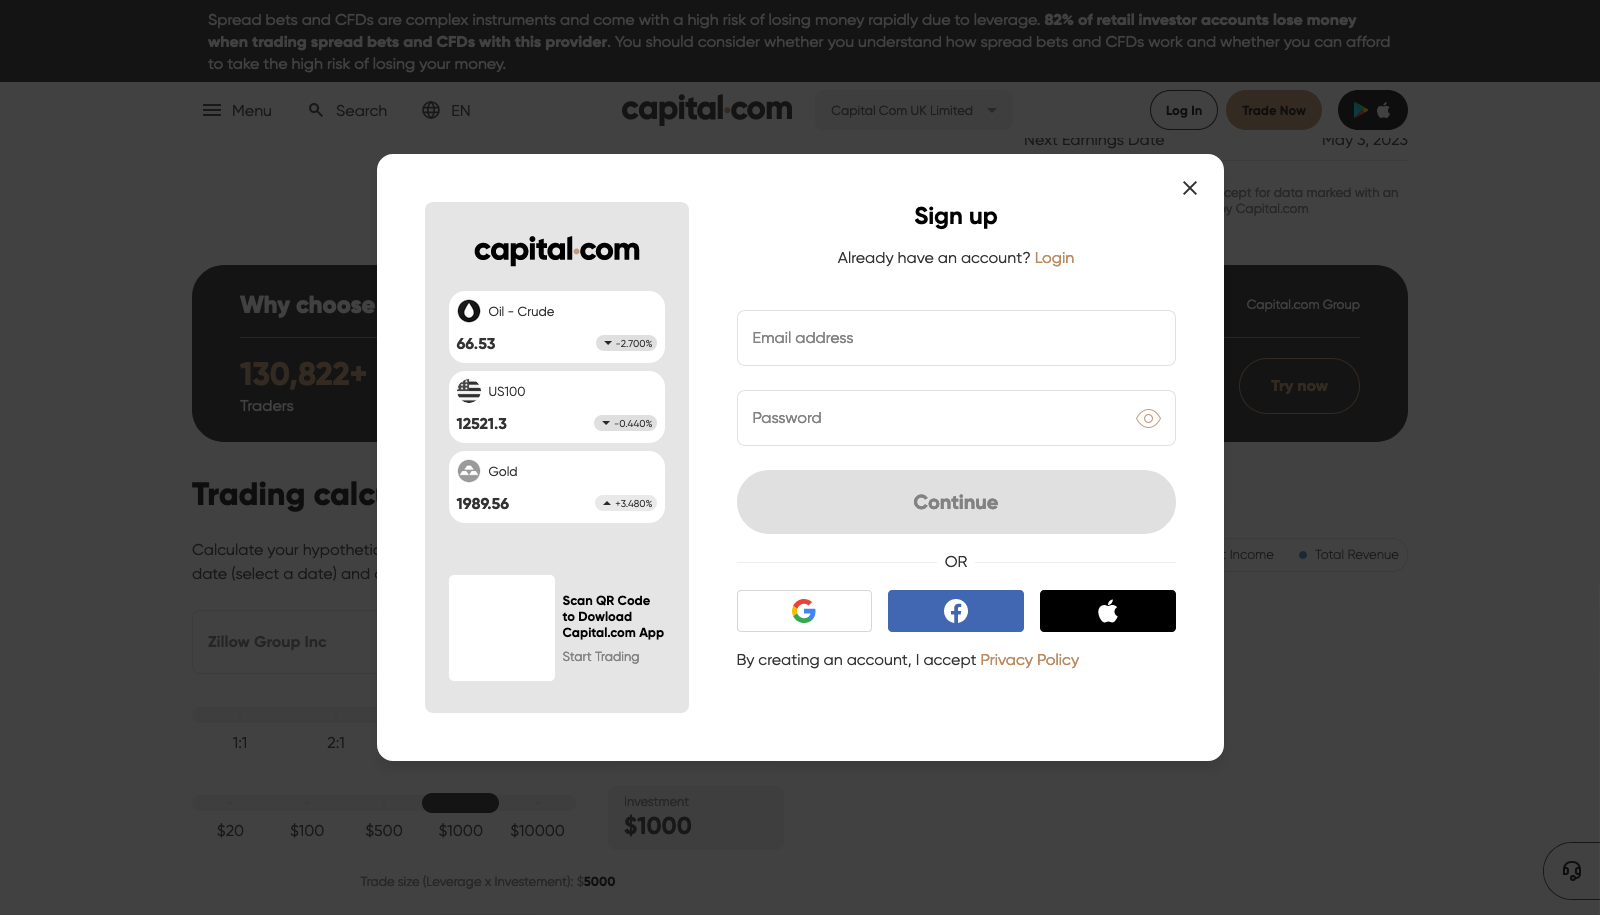 Spread bets and CFDs are complex instruments and come with a high risk of losing money rapidly due to leverage. 82% of retail investor accounts lose money
when trading spread bets and CFDs with this provider. You should consider whether you understand how spread bets and CFDs work and whether you can afford
to take the high risk of losing your money.
Menu
Search
EN
capital.com
Capital Com UK Limited
Log In
Trade Now
Next Earnings Date
May 3, 2023
data marked with an
Capital.com
Why choose
Capital.com Group
130,822+
Traders
Try now
Trading
Calculate your
date (select a date) and
Income
Total Revenue
Zillow Group Inc
1:1
2:1
$20
$100
$500
$1000
$10000
Investment
$1000
Trade size (Leverage x Investement): $5000
capital.com
Oil - Crude
66.53
-2.700%
US100
12521.3
-0.440%
Gold
1989.56
+3.480%
Scan QR Code
to Dowload
Capital.com App
Start Trading
Sign up
Already have an account? Login
Email address
Password
Continue
OR
By creating an account, I accept Privacy Policy